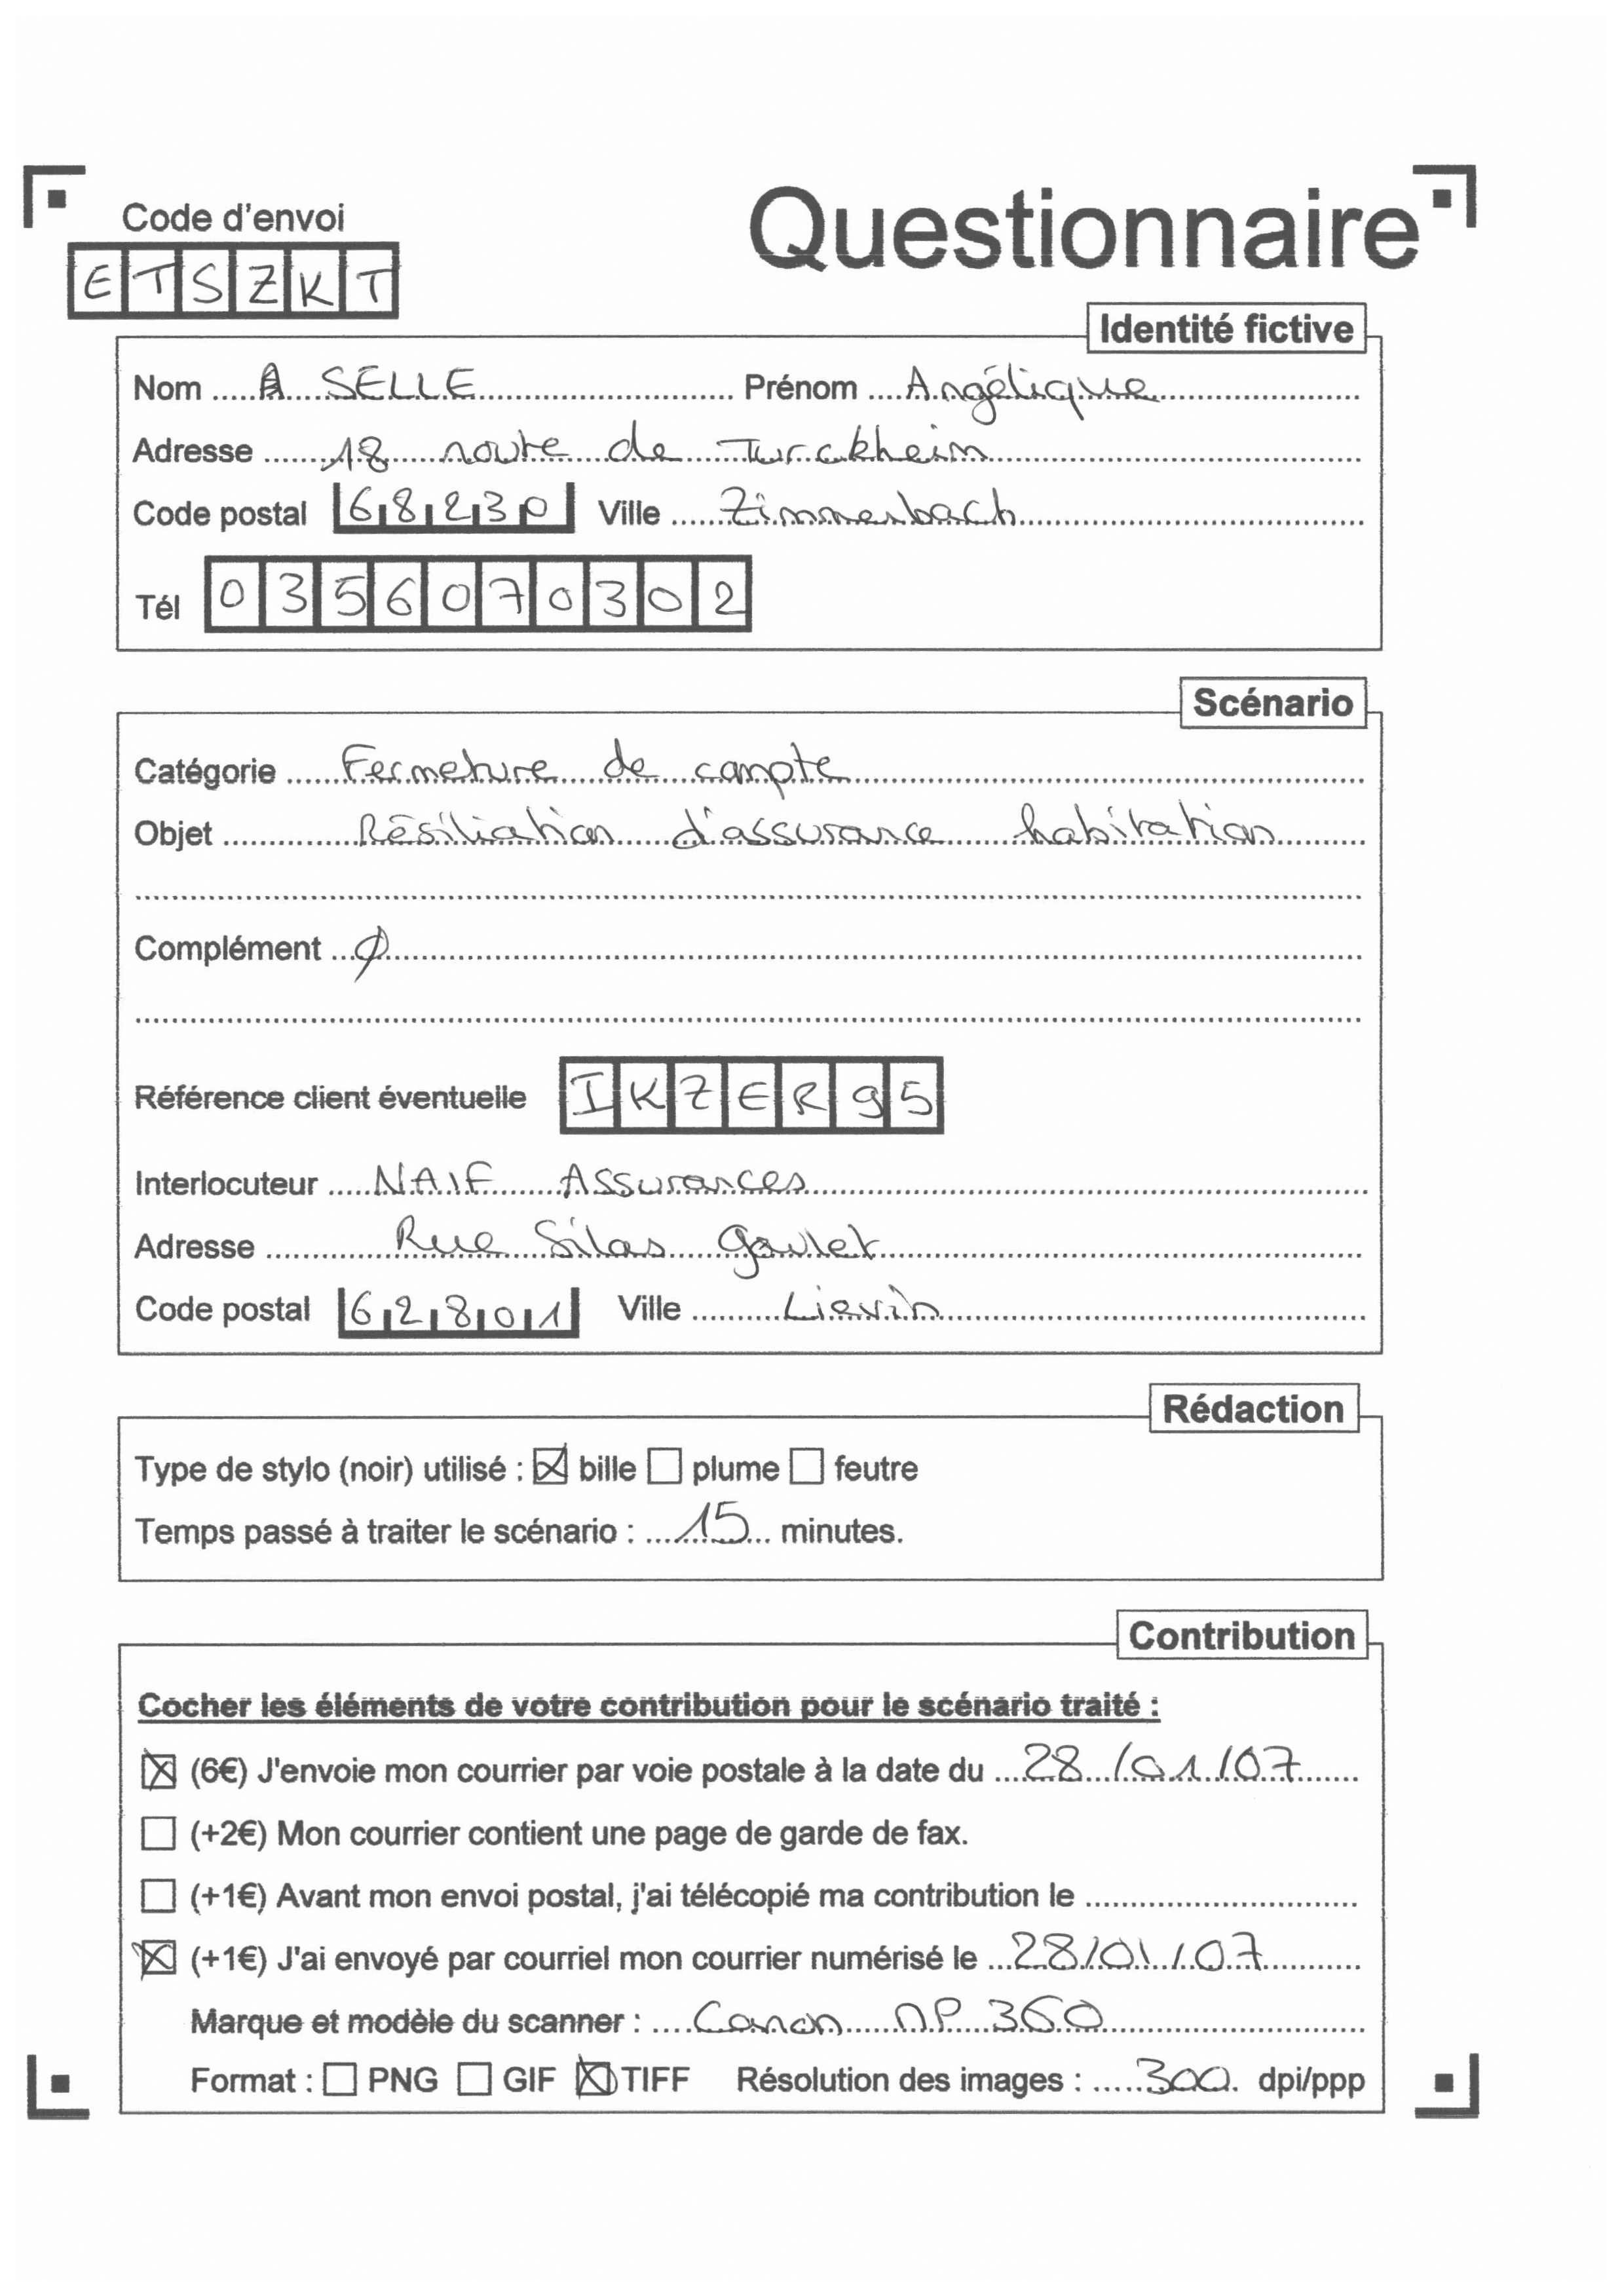 Code d'envoi
Questionnaire
ETSZKT
Identité fictive
Nom A SELLE Prénom Angélique
Adresse 18 route de Turckheim
Code postal 68230 Ville Zimmerbach
Tél 0356070302
Scénario
Catégorie Fermeture de compte
Objet Résiliation d'assurance habitation
Complément ø
Référence client éventuelle IKZER95
Interlocuteur NAIF Assurances
Adresse Rue Silas Goulet
Code postal 62801 Ville Lievin
Rédaction
Type de stylo (noir) utilisé : ☒ bille ☐ plume ☐ feutre
Temps passé à traiter le scénario : 15 minutes.
Contribution
Cocher les éléments de votre contribution pour le scénario traité :
☒ (6€) J'envoie mon courrier par voie postale à la date du 28/01/07
☐ (+2€) Mon courrier contient une page de garde de fax.
☐ (+1€) Avant mon envoi postal, j'ai télécopié ma contribution le
☒ (+1€) J'ai envoyé par courriel mon courrier numérisé le 28/01/07
Marque et modèle du scanner : Canon MP 360
Format : ☐ PNG ☐ GIF ☒ TIFF Résolution des images : 300 dpi/ppp